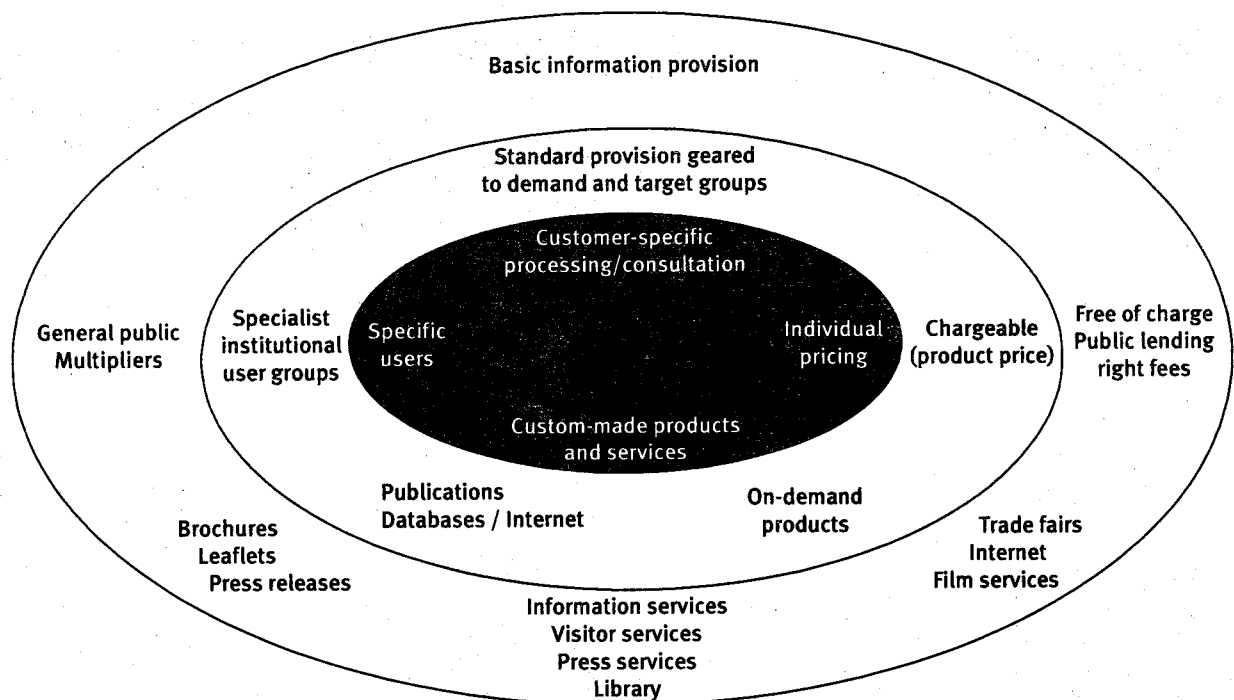 Basic information provision
Standard provision geared
to demand and target groups
Customer-specific
processing/consultation
General public
Multipliers
Specialist
institutional
user groups
Specific
users
Individual
pricing
Chargeable
(product price)
Free of charge
Public lending
right fees
Custom-made products
and services
Publications
Databases / Internet
On-demand
products
Brochures
Leaflets
Press releases
Trade fairs
Internet
Film services
Information services
Visitor services
Press services
Library